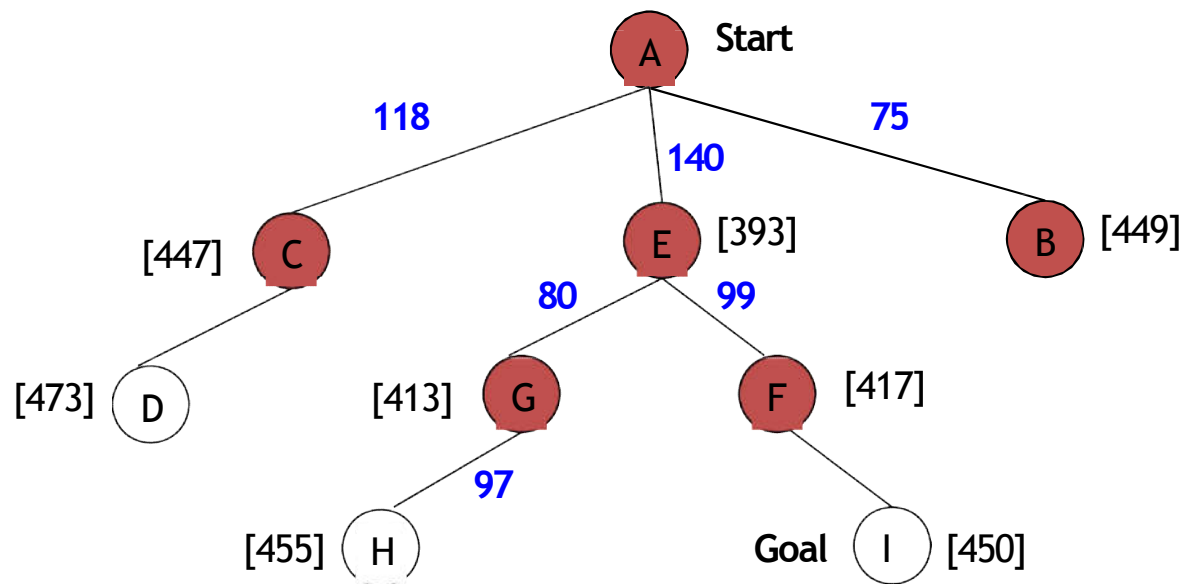 A Start
118 75
140
[447] C E [393] B [449]
80 99
[473] D [413] G F [417]
97
[455] H Goal I [450]